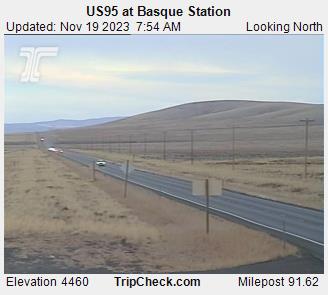 US95 at Basque Station
Updated: Nov 19 2023 7:54 AM Looking North
Elevation 4460 TripCheck.com Milepost 91.62